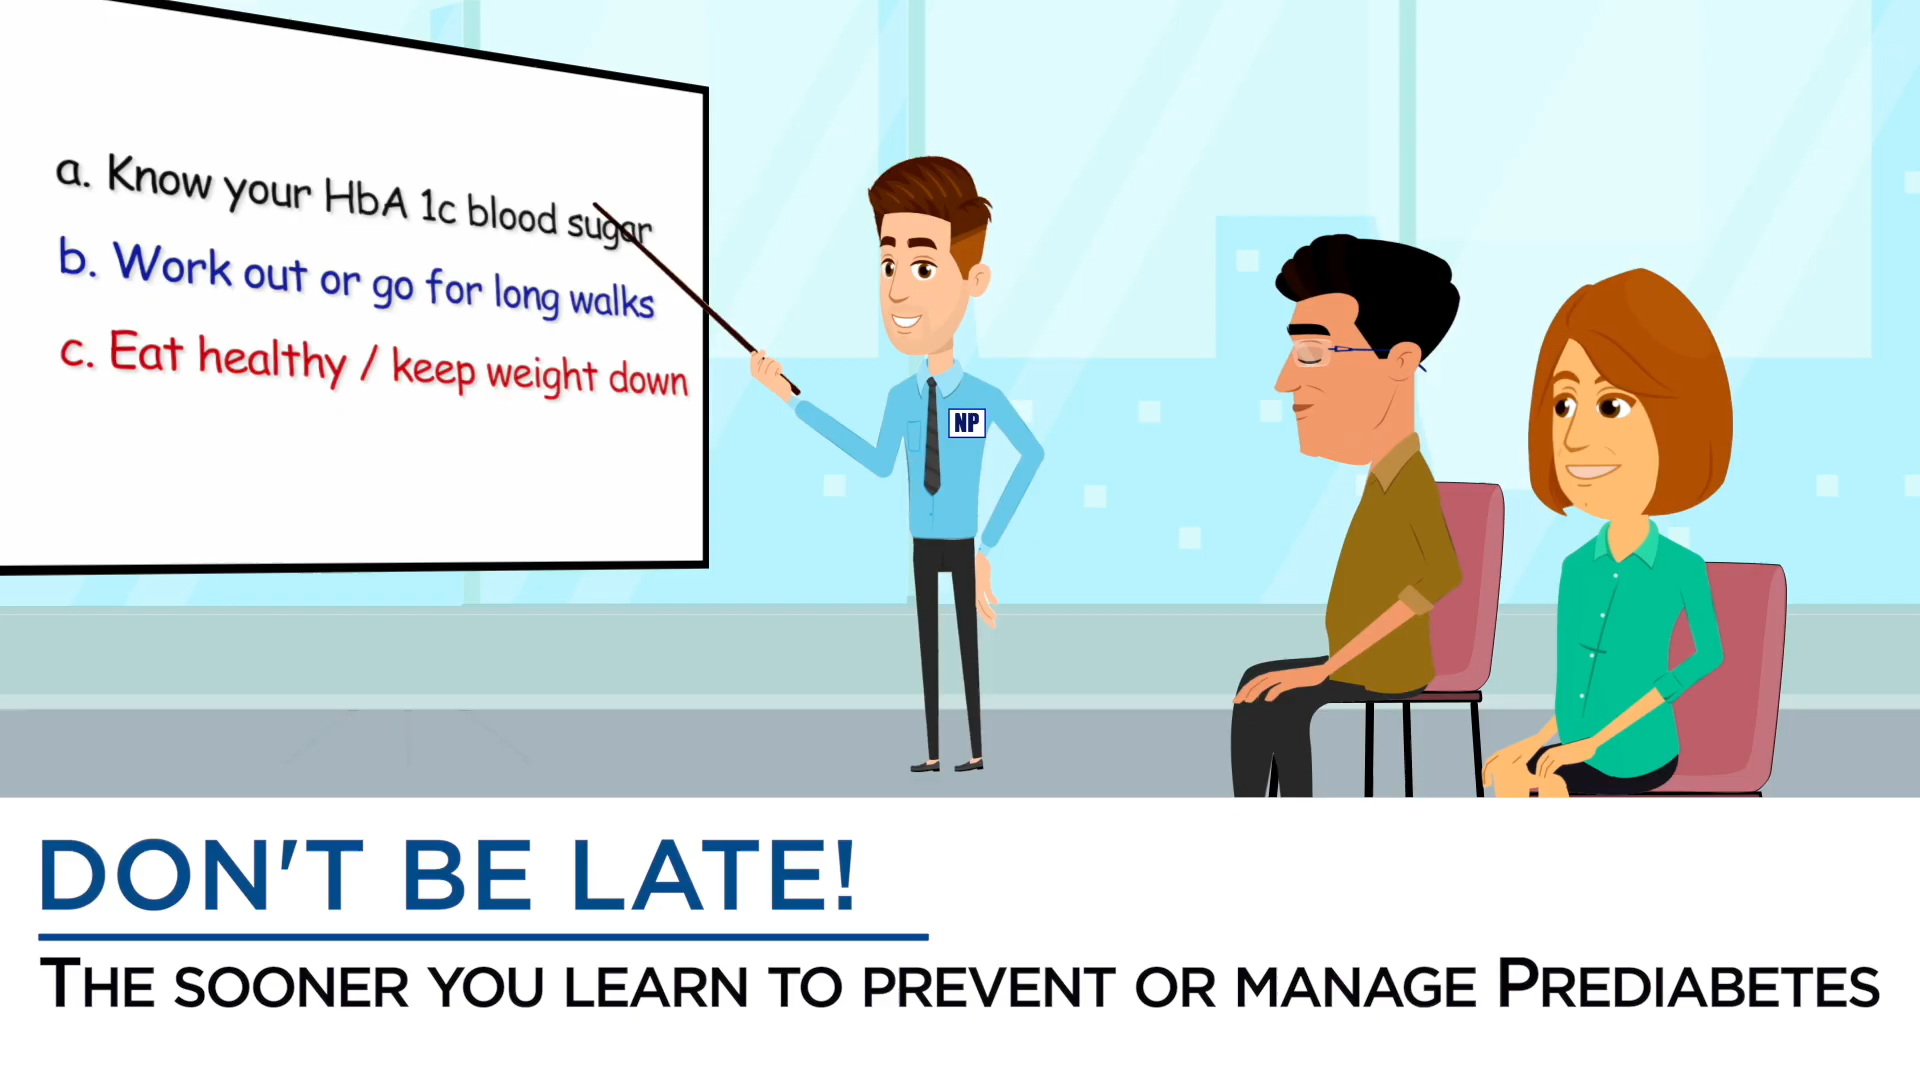 a. Know your HbA 1c blood sugar
b. Work out or go for long walks
c. Eat healthy / keep weight down
NP
DON'T BE LATE!
THE SOONER YOU LEARN TO PREVENT OR MANAGE PREDIABETES